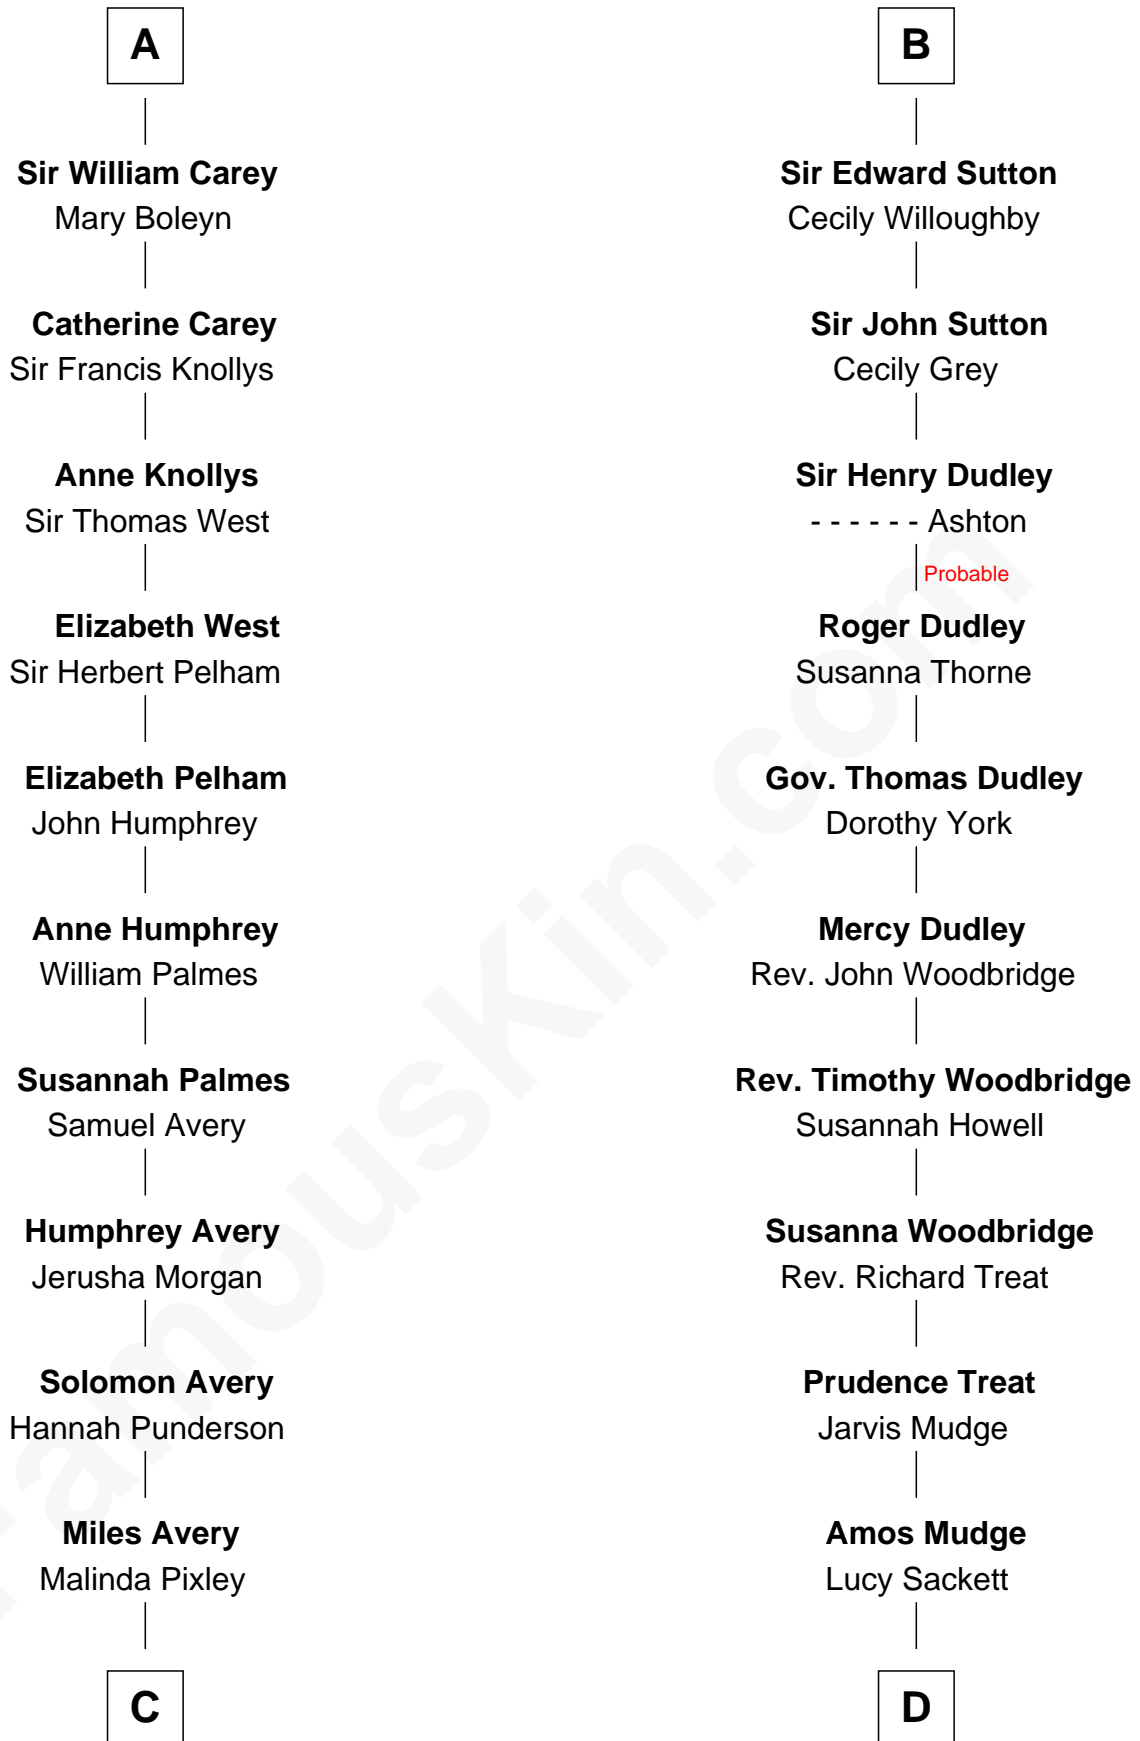 A
Sir William Carey
Mary Boleyn
Catherine Carey
Sir Francis Knollys
Anne Knollys
Sir Thomas West
Elizabeth West
Sir Herbert Pelham
Elizabeth Pelham
John Humphrey
Anne Humphrey
William Palmes
Susannah Palmes
Samuel Avery
Humphrey Avery
Jerusha Morgan
Solomon Avery
Hannah Punderson
Miles Avery
Malinda Pixley
C
B
Sir Edward Sutton
Cecily Willoughby
Sir John Sutton
Cecily Grey
Sir Henry Dudley
- - - - - - Ashton
Probable
Roger Dudley
Susanna Thorne
Gov. Thomas Dudley
Dorothy York
Mercy Dudley
Rev. John Woodbridge
Rev. Timothy Woodbridge
Susannah Howell
Susanna Woodbridge
Rev. Richard Treat
Prudence Treat
Jarvis Mudge
Amos Mudge
Lucy Sackett
D
FamousKin.com